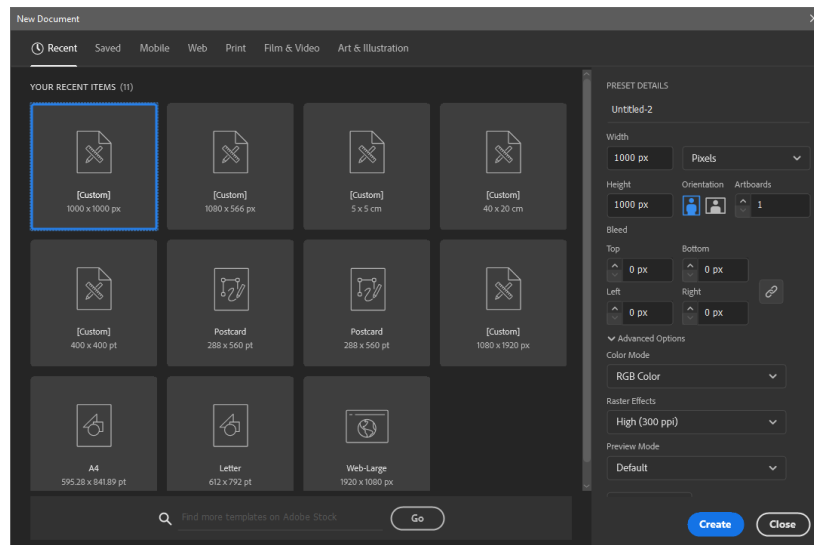 New Document
Recent Saved Mobile Web Print Film & Video Art & Illustration
YOUR RECENT ITEMS (11)
[Custom]
1000 x 1000 px
[Custom]
1080 x 566 px
[Custom]
5 x 5 cm
[Custom]
40 x 20 cm
[Custom]
400 x 400 pt
Postcard
288 x 560 pt
Postcard
288 x 560 pt
[Custom]
1080 x 1920 px
A4
595.28 x 841.89 pt
Letter
612 x 792 pt
Web-Large
1920 x 1080 px
Find more templates on Adobe Stock
Go
PRESET DETAILS
Untitled-2
Width
1000 px Pixels
Height Orientation Artboards
1000 px 1
Bleed
Top Bottom
0 px 0 px
Left Right
0 px 0 px
Advanced Options
Color Mode
RGB Color
Raster Effects
High (300 ppi)
Preview Mode
Default
Create Close